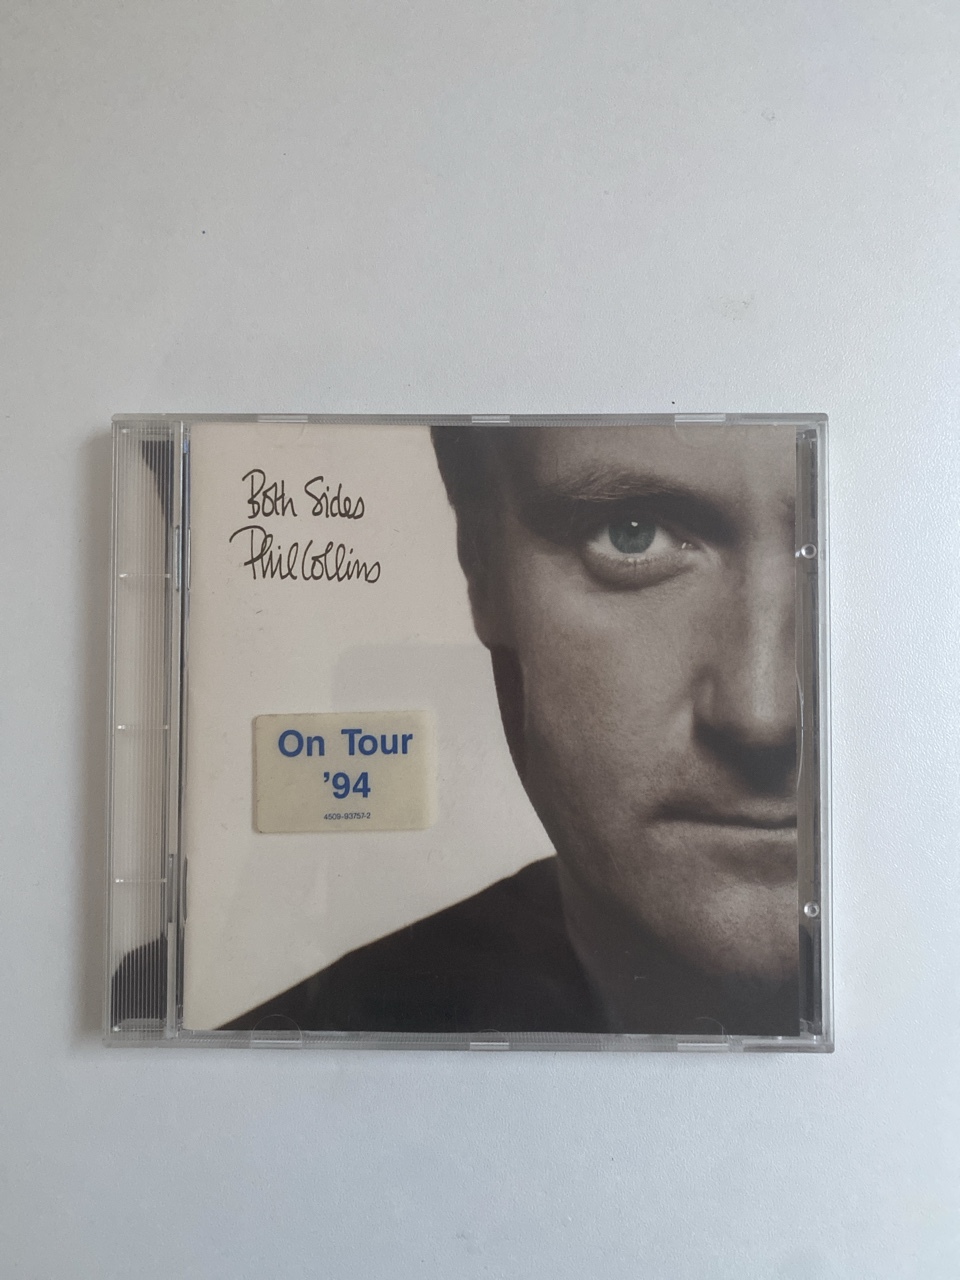 Both Sides
Phil Collins
On Tour
’94
4509-93757-2